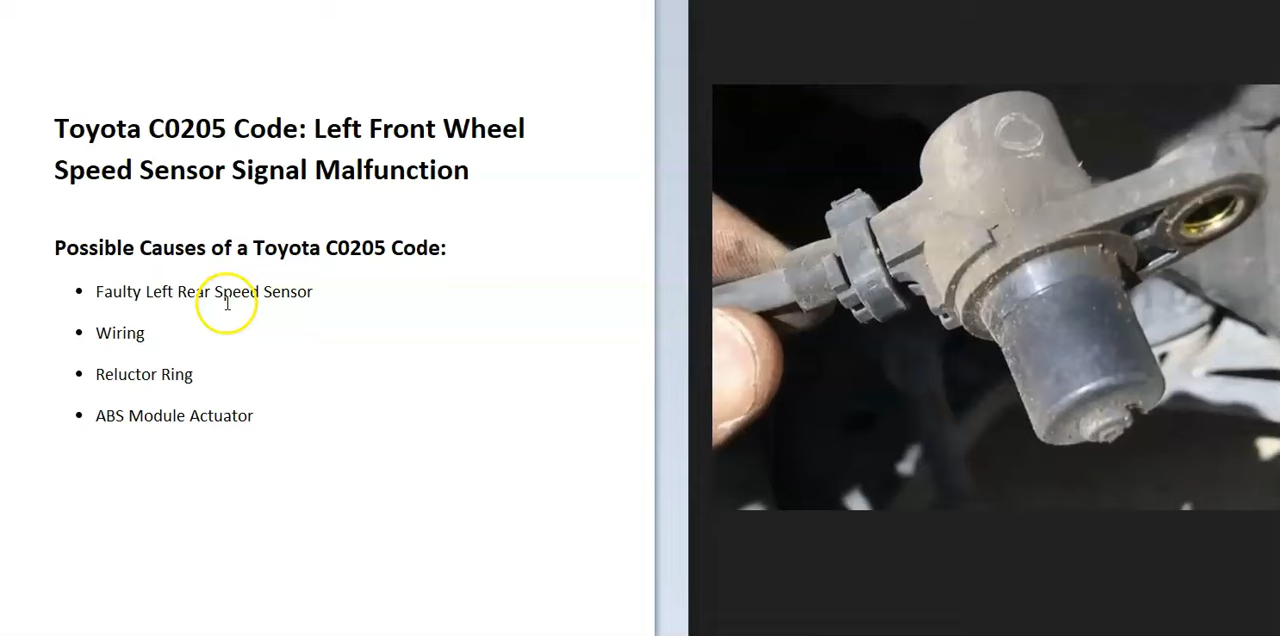 Toyota C0205 Code: Left Front Wheel
Speed Sensor Signal Malfunction
Possible Causes of a Toyota C0205 Code:
• Faulty Left Rear Speed Sensor
• Wiring
• Reluctor Ring
• ABS Module Actuator